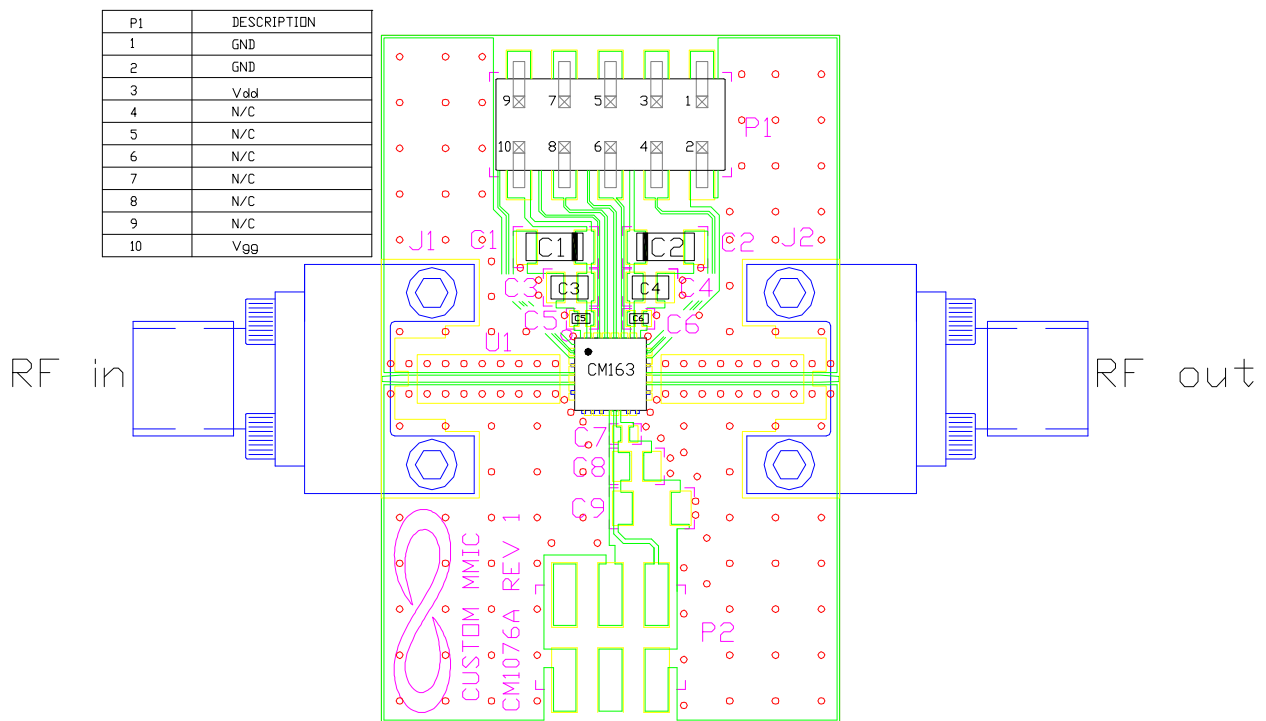 P1 DESCRIPTION
1 GND
2 GND
3 Vdd
4 N/C
5 N/C
6 N/C
7 N/C
8 N/C
9 N/C
10 Vgg
9 7 5 3 1
P1
10 8 6 4 2
J1 C1 C1 C2 C2 J2
C3 C3 C4 C4
C5 C5 C6 C6
U1
CM163
RF in
RF out
C7
C8
C9
CUSTOM MMIC
CM1076A REV 1
P2